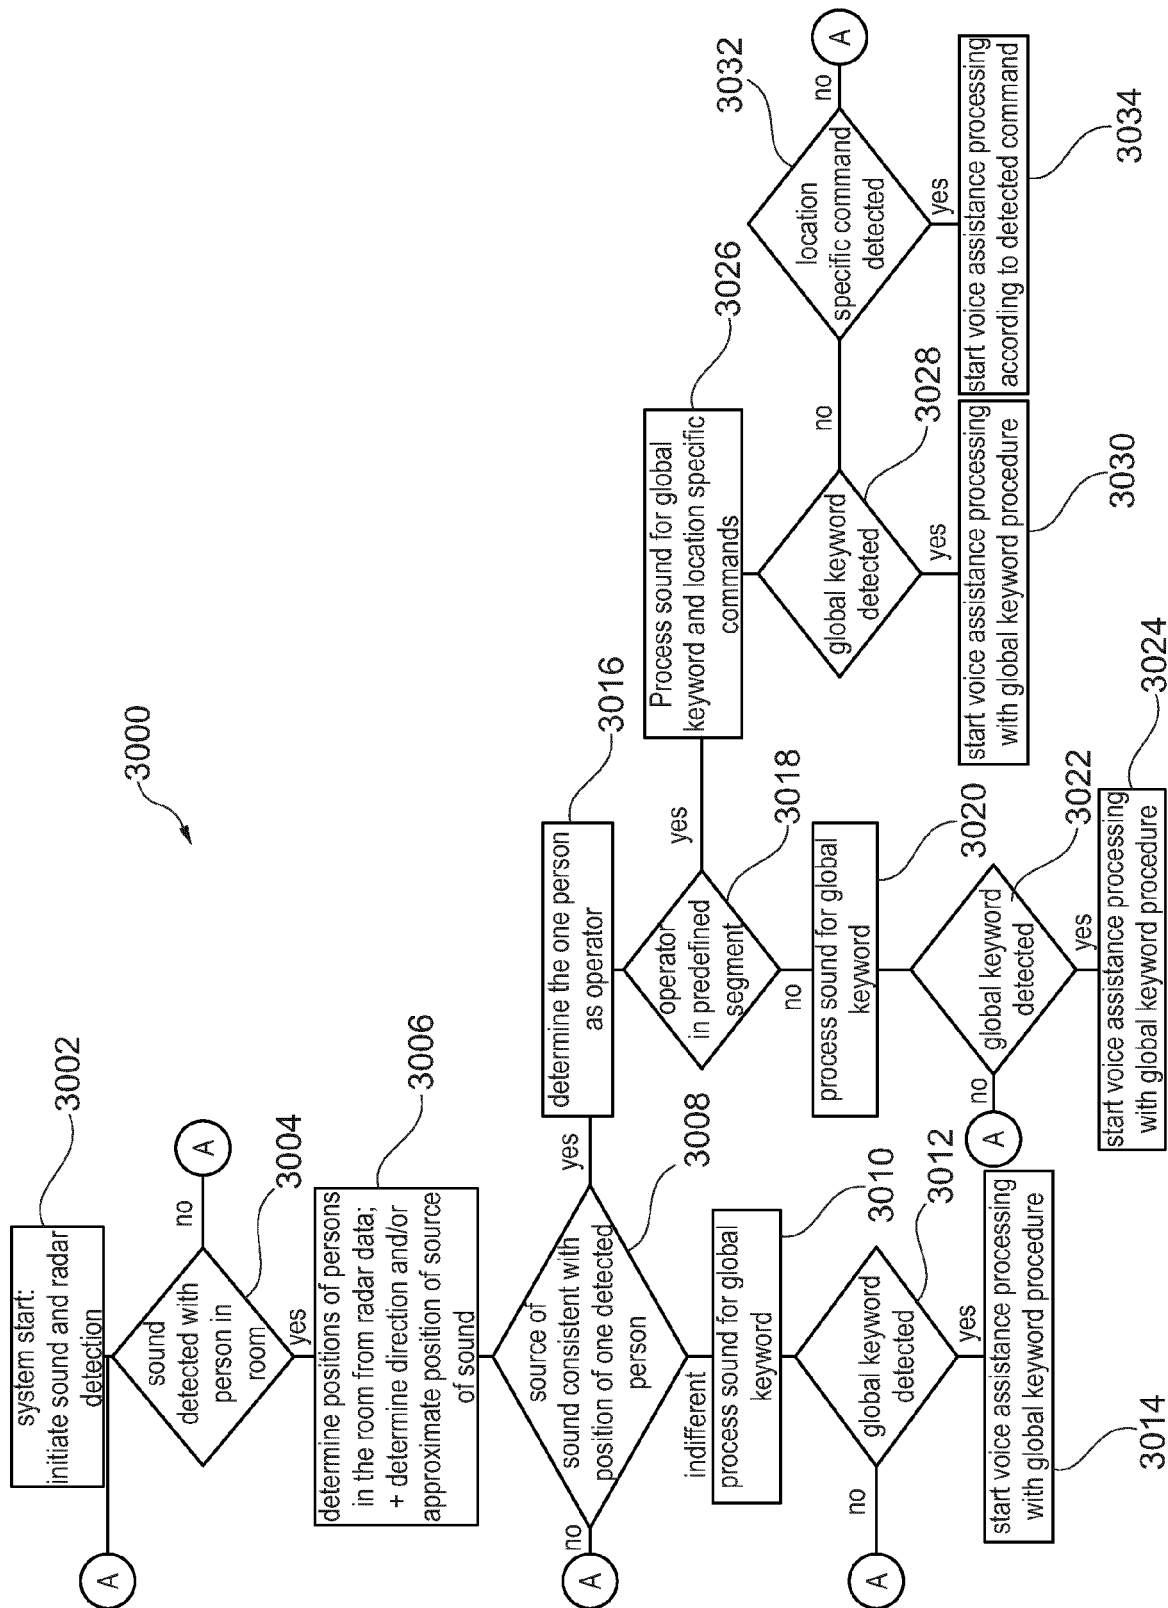 3000
system start:
initiate sound and radar
detection
3002
A
sound
detected with
person in
room
3004
no
A
yes
determine positions of persons
in the room from radar data;
+ determine direction and/or
approximate position of source
of sound
3006
source of
sound consistent with
position of one detected
person
3008
no
A
indifferent
process sound for global
keyword
3010
global keyword
detected
3012
no
A
yes
start voice assistance processing
with global keyword procedure
3014
yes
determine the one person
as operator
3016
operator
in predefined
segment
3018
no
process sound for global
keyword
3020
global keyword
detected
3022
no
A
yes
start voice assistance processing
with global keyword procedure
3024
yes
Process sound for global
keyword and location specific
commands
3026
global keyword
detected
3028
yes
start voice assistance processing
with global keyword procedure
3030
no
location
specific command
detected
3032
no
A
yes
start voice assistance processing
according to detected command
3034